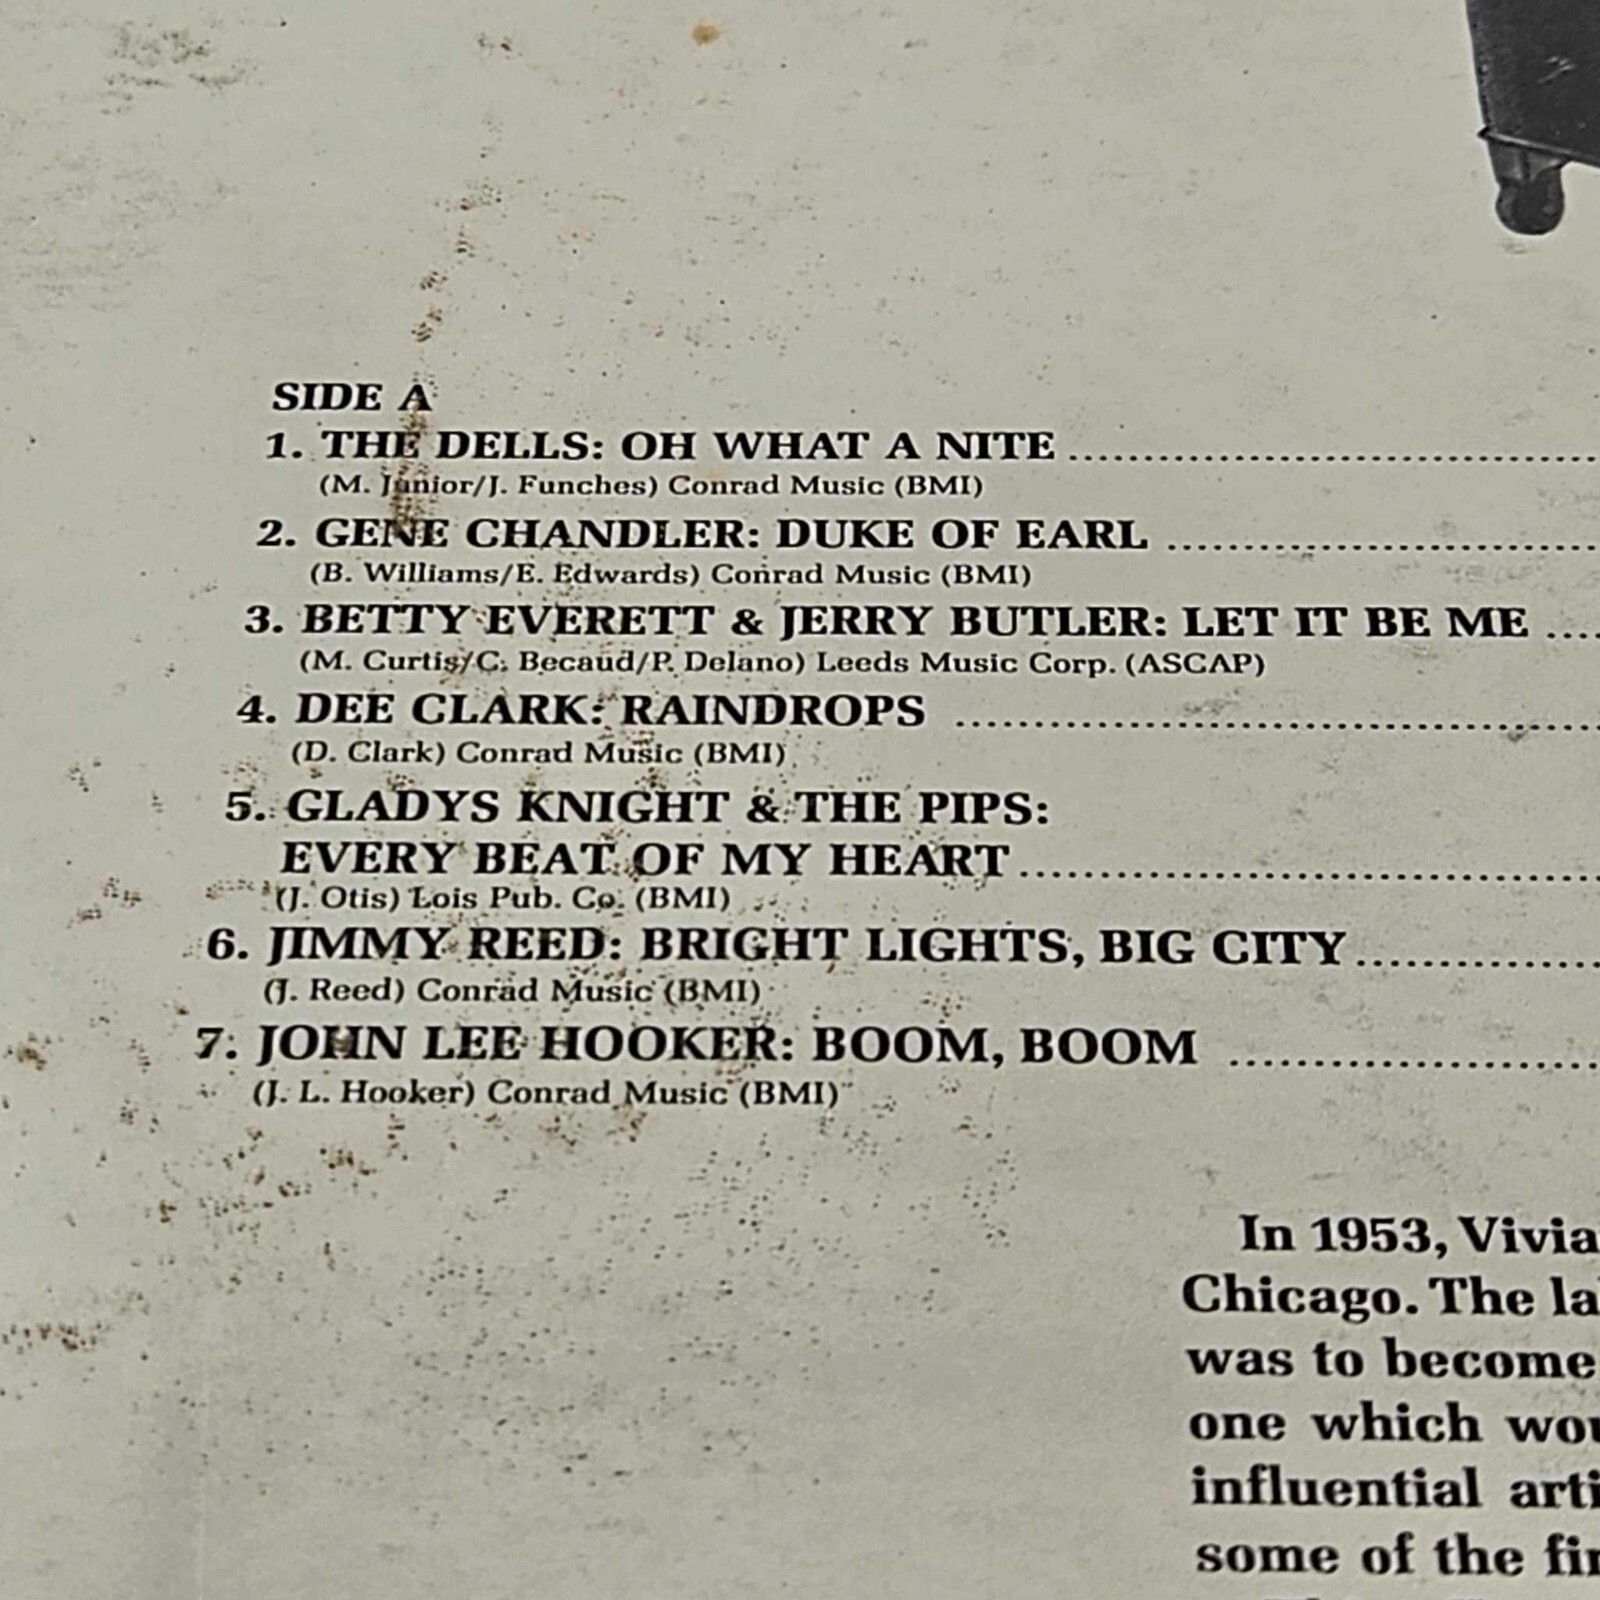 SIDE A
1. THE DELLS: OH WHAT A NITE
(M. Junior/J. Funches) Conrad Music (BMI)
2. GENE CHANDLER: DUKE OF EARL
(B. Williams/E. Edwards) Conrad Music (BMI)
3. BETTY EVERETT & JERRY BUTLER: LET IT BE ME
(M. Curtis/C. Becaud/P. Delano) Leeds Music Corp. (ASCAP)
4. DEE CLARK: RAINDROPS
(D. Clark) Conrad Music (BMI)
5. GLADYS KNIGHT & THE PIPS:
EVERY BEAT OF MY HEART
(J. Otis) Lois Pub. Co. (BMI)
6. JIMMY REED: BRIGHT LIGHTS, BIG CITY
(J. Reed) Conrad Music (BMI)
7. JOHN LEE HOOKER: BOOM, BOOM
(J. L. Hooker) Conrad Music (BMI)
In 1953,
Chicago. The
was to become
one which
influential
some of the